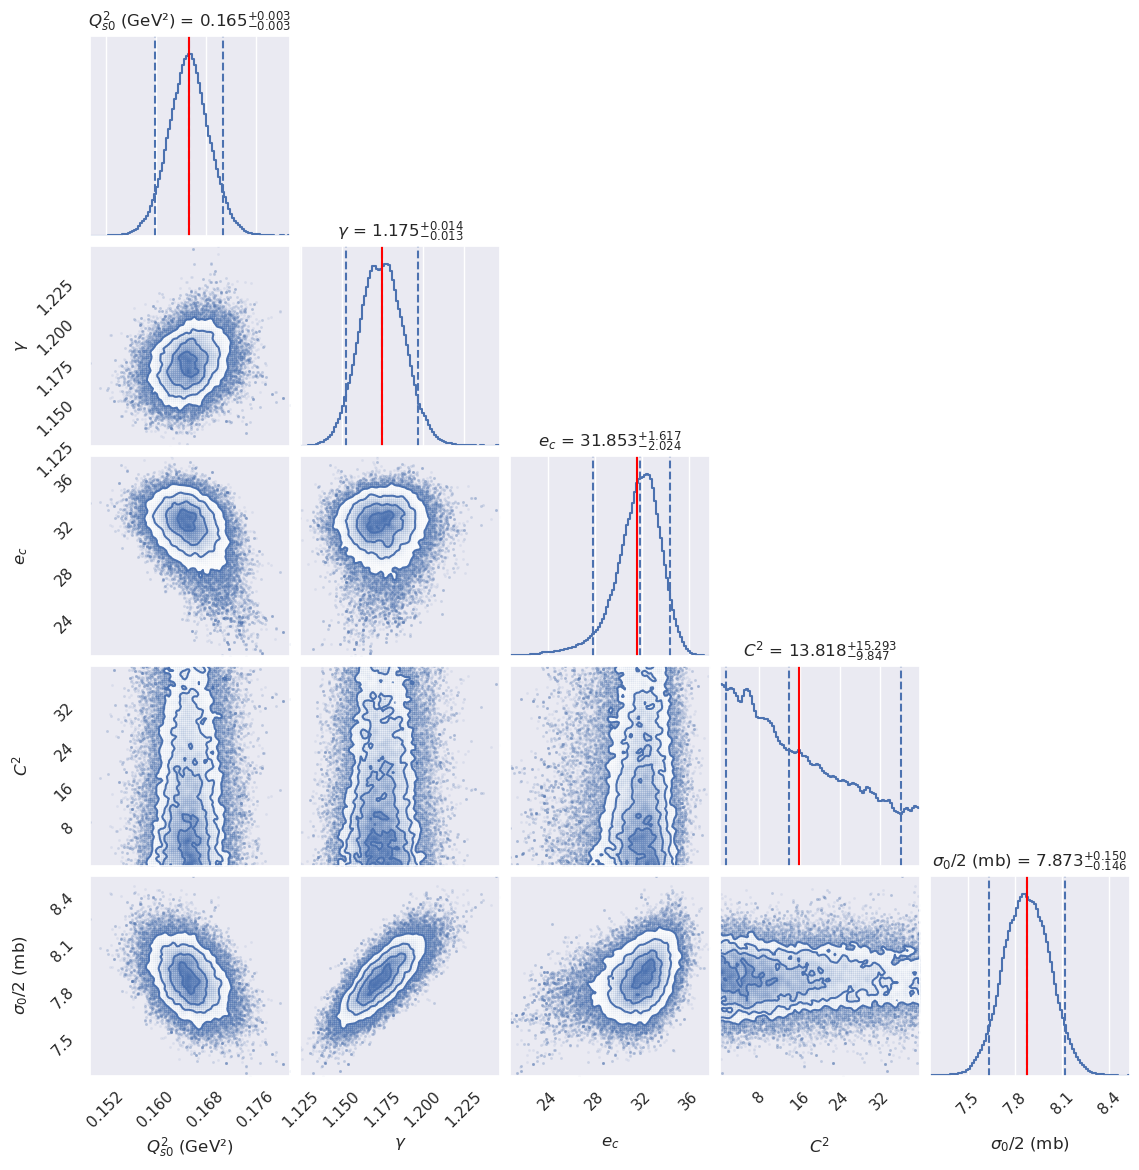 Q²ₛ₀ (GeV²) = 0.165⁺⁰·⁰⁰³₋₀.₀₀₃
γ = 1.175⁺⁰·⁰¹⁴₋₀.₀₁₃
1.225
1.200
1.175
1.150
1.125
γ
e_c = 31.853⁺¹·⁶¹⁷₋₂.₀₂₄
36
32
28
24
e_c
C² = 13.818⁺¹⁵·²⁹³₋₉.₈₄₇
32
24
16
8
C²
σ₀/2 (mb) = 7.873⁺⁰·¹⁵⁰₋₀.₁₄₆
8.4
8.1
7.8
7.5
σ₀/2 (mb)
0.152 0.160 0.168 0.176
1.125 1.150 1.175 1.200 1.225
24 28 32 36
8 16 24 32
7.5 7.8 8.1 8.4
Q²ₛ₀ (GeV²)
γ
e_c
C²
σ₀/2 (mb)